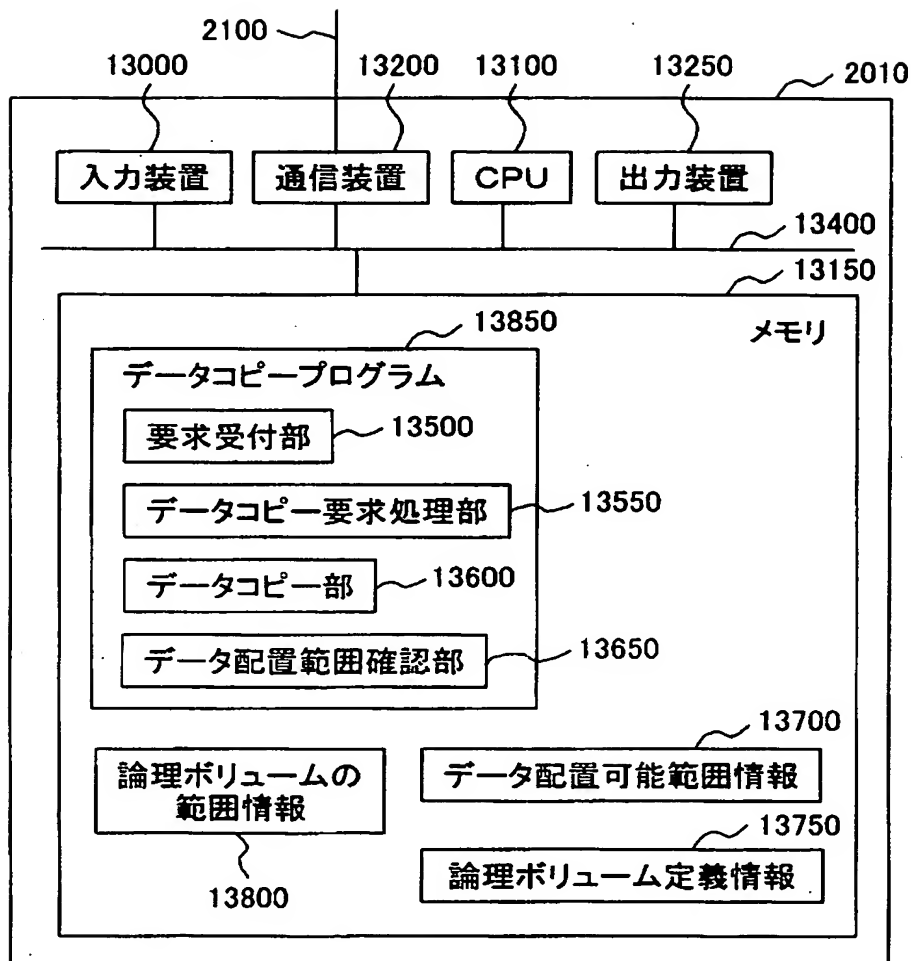 2100
13000
13200
13100
13250
2010
入力装置
通信装置
CPU
出力装置
13400
13150
13850
メモリ
データコピープログラム
要求受付部
13500
データコピー要求処理部
13550
データコピー部
13600
データ配置範囲確認部
13650
13700
論理ボリュームの
範囲情報
データ配置可能範囲情報
13750
13800
論理ボリューム定義情報